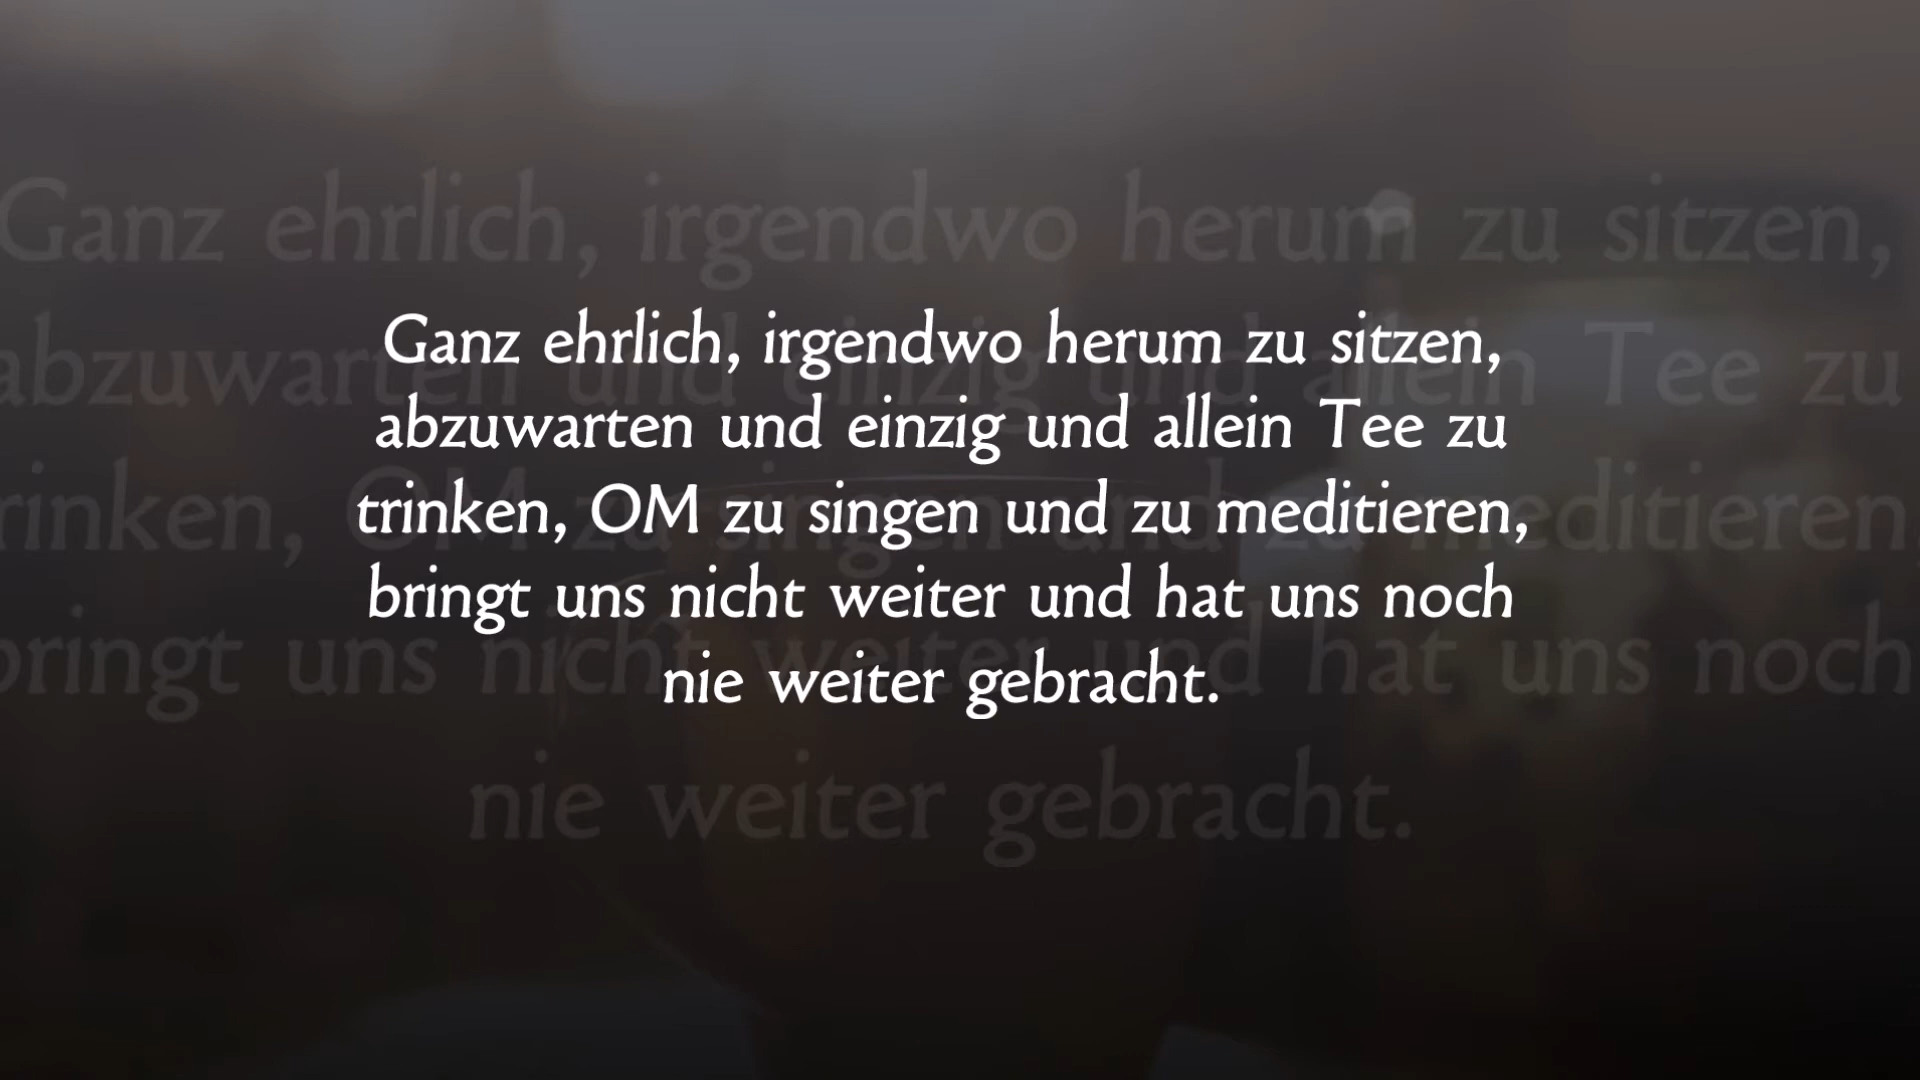 Ganz ehrlich, irgendwo herum zu sitzen,
abzuwarten und einzig und allein Tee zu
trinken, OM zu singen und zu meditieren,
bringt uns nicht weiter und hat uns noch
nie weiter gebracht.